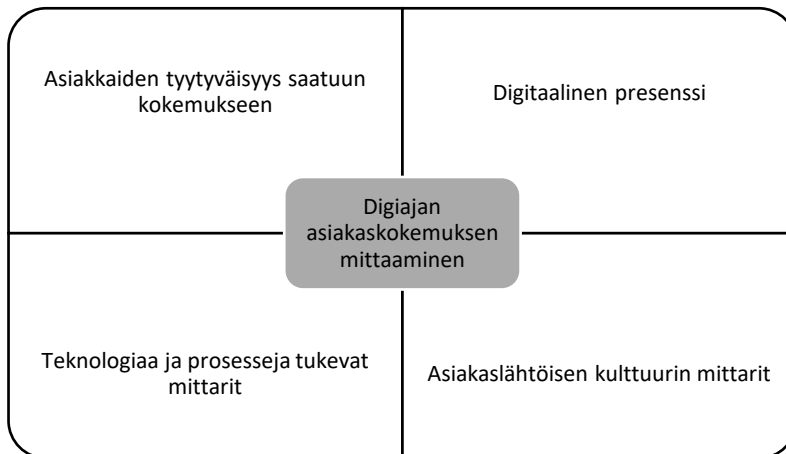 Asiakkaiden tyytyväisyys saatuun
kokemukseen
Digitaalinen presenssi
Digiajan
asiakaskokemuksen
mittaaminen
Teknologiaa ja prosesseja tukevat
mittarit
Asiakaslähtöisen kulttuurin mittarit